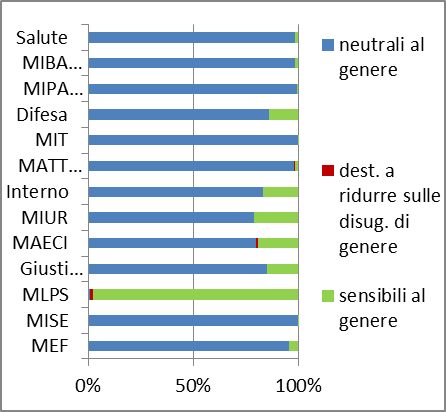 Salute
MIBA...
MIPA...
Difesa
MIT
MATT...
Interno
MIUR
MAECI
Giusti...
MLPS
MISE
MEF
0%
50%
100%
neutrali al
genere
dest. a
ridurre sulle
disug. di
genere
sensibili al
genere